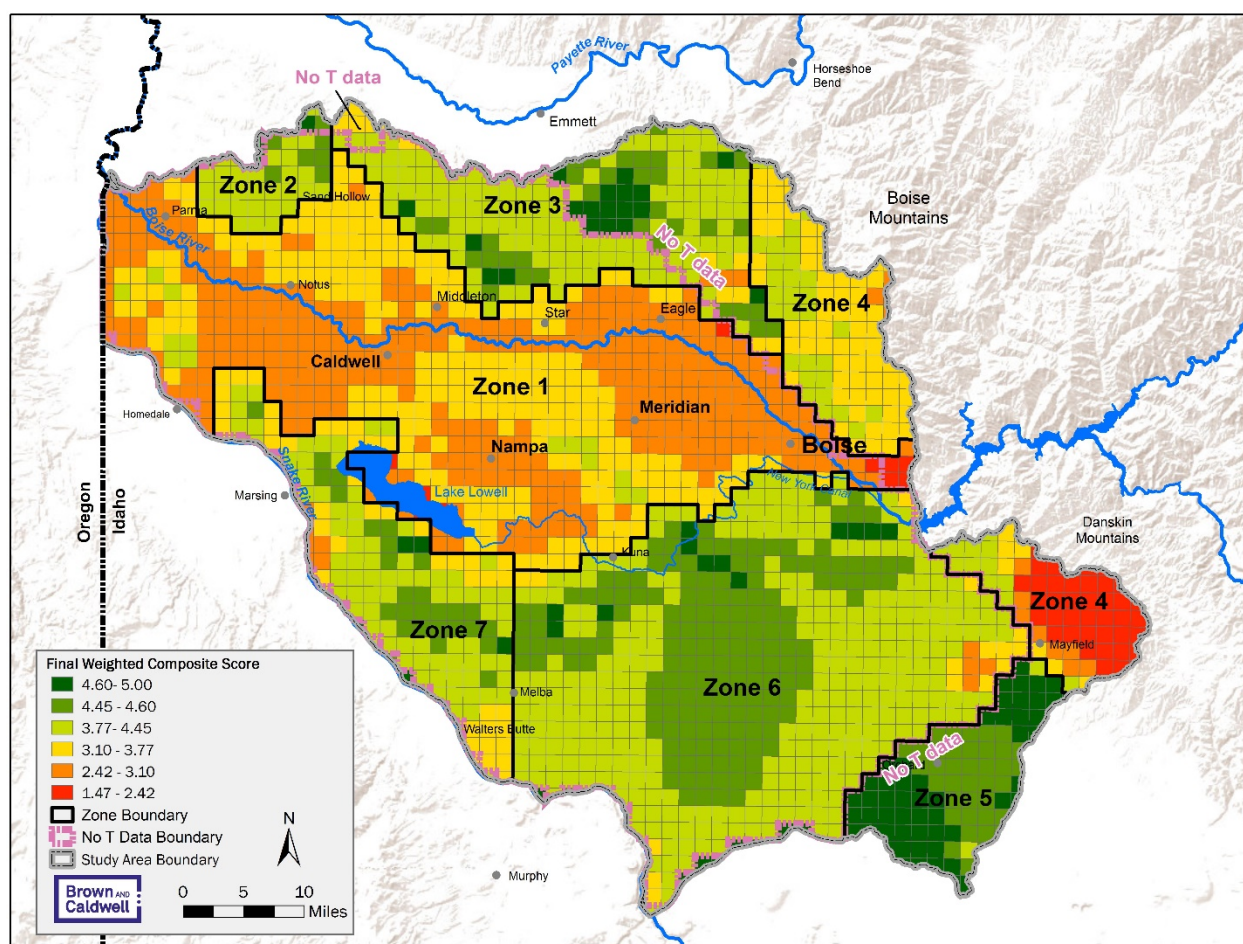 Payette River
Horseshoe
Bend
No T data
Emmett
Zone 2
Sand Hollow
Zone 3
Boise
Mountains
Parma
Boise River
No T data
Notus
Middleton
Star
Eagle
Zone 4
Caldwell
Zone 1
Homedale
Meridian
Nampa
Boise
Snake River
Marsing
Lake Lowell
New York Canal
Oregon
Idaho
Kuna
Danskin
Mountains
Zone 4
Mayfield
Zone 7
Zone 6
Melba
Walters Butte
No T data
Zone 5
Murphy
Final Weighted Composite Score
4.60- 5.00
4.45 - 4.60
3.77- 4.45
3.10 - 3.77
2.42 - 3.10
1.47 - 2.42
Zone Boundary
No T Data Boundary
Study Area Boundary
N
Brown AND
Caldwell
0 5 10
Miles